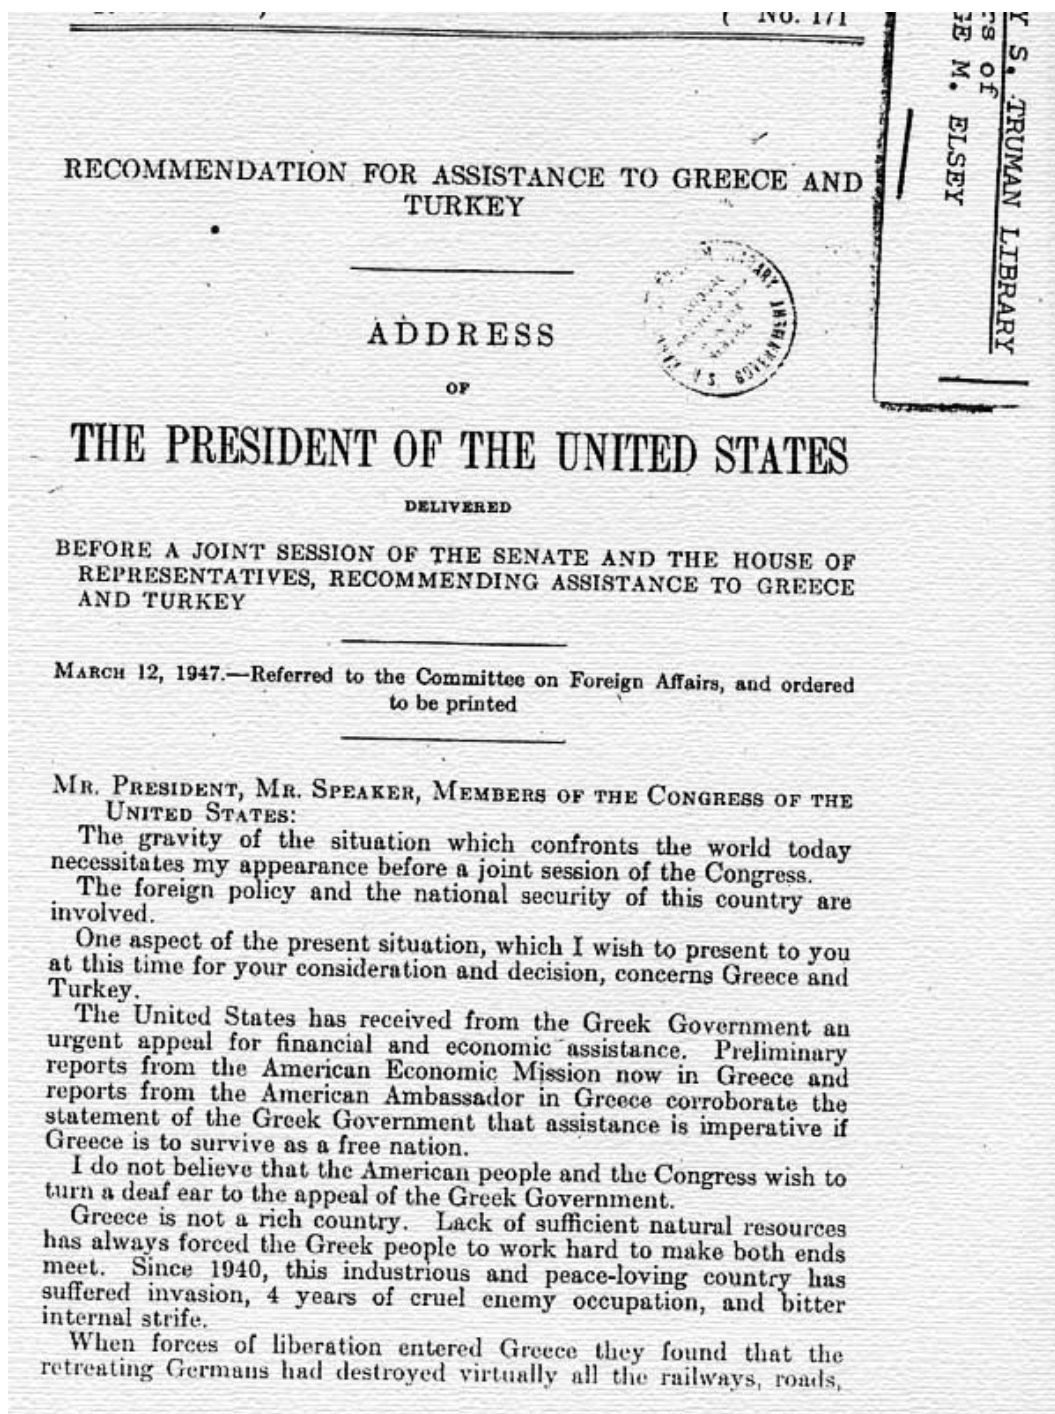 No. 171
RECOMMENDATION FOR ASSISTANCE TO GREECE AND
TURKEY
ADDRESS
OF
THE PRESIDENT OF THE UNITED STATES
DELIVERED
BEFORE A JOINT SESSION OF THE SENATE AND THE HOUSE OF
REPRESENTATIVES, RECOMMENDING ASSISTANCE TO GREECE
AND TURKEY
MARCH 12, 1947.—Referred to the Committee on Foreign Affairs, and ordered
to be printed
MR. PRESIDENT, MR. SPEAKER, MEMBERS OF THE CONGRESS OF THE
UNITED STATES:
The gravity of the situation which confronts the world today
necessitates my appearance before a joint session of the Congress.
The foreign policy and the national security of this country are
involved.
One aspect of the present situation, which I wish to present to you
at this time for your consideration and decision, concerns Greece and
Turkey.
The United States has received from the Greek Government an
urgent appeal for financial and economic assistance. Preliminary
reports from the American Economic Mission now in Greece and
reports from the American Ambassador in Greece corroborate the
statement of the Greek Government that assistance is imperative if
Greece is to survive as a free nation.
I do not believe that the American people and the Congress wish to
turn a deaf ear to the appeal of the Greek Government.
Greece is not a rich country. Lack of sufficient natural resources
has always forced the Greek people to work hard to make both ends
meet. Since 1940, this industrious and peace-loving country has
suffered invasion, 4 years of cruel enemy occupation, and bitter
internal strife.
When forces of liberation entered Greece they found that the
retreating Germans had destroyed virtually all the railways, roads,
Y S. TRUMAN LIBRARY
rs of
GE M. ELSEY